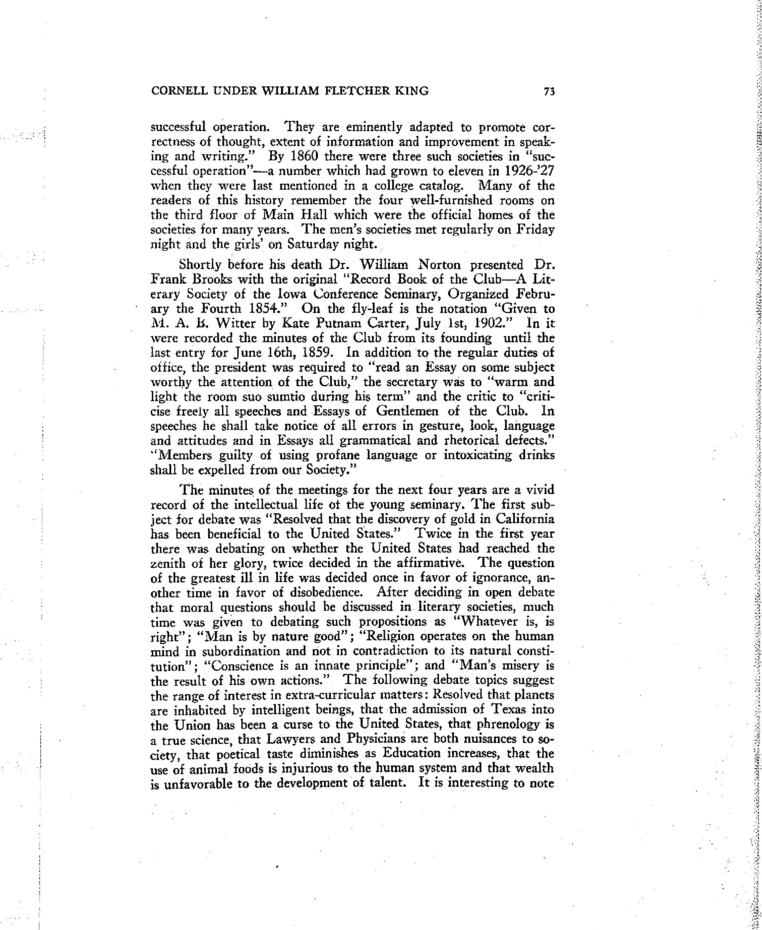 CORNELL UNDER WILLIAM FLETCHER KING 73
successful operation. They are eminently adapted to promote cor-
rectness of thought, extent of information and improvement in speak-
ing and writing." By 1860 there were three such societies in "suc-
cessful operation"—a number which had grown to eleven in 1926-'27
when they were last mentioned in a college catalog. Many of the
readers of this history remember the four well-furnished rooms on
the third floor of Main Hall which were the official homes of the
societies for many years. The men's societies met regularly on Friday
night and the girls' on Saturday night.
Shortly before his death Dr. William Norton presented Dr.
Frank Brooks with the original "Record Book of the Club—A Lit-
erary Society of the Iowa Conference Seminary, Organized Febru-
ary the Fourth 1854." On the fly-leaf is the notation "Given to
M. A. B. Witter by Kate Putnam Carter, July 1st, 1902." In it
were recorded the minutes of the Club from its founding until the
last entry for June 16th, 1859. In addition to the regular duties of
office, the president was required to "read an Essay on some subject
worthy the attention of the Club," the secretary was to "warm and
light the room suo sumtio during his term" and the critic to "criti-
cise freely all speeches and Essays of Gentlemen of the Club. In
speeches he shall take notice of all errors in gesture, look, language
and attitudes and in Essays all grammatical and rhetorical defects."
"Members guilty of using profane language or intoxicating drinks
shall be expelled from our Society."
The minutes of the meetings for the next four years are a vivid
record of the intellectual life of the young seminary. The first sub-
ject for debate was "Resolved that the discovery of gold in California
has been beneficial to the United States." Twice in the first year
there was debating on whether the United States had reached the
zenith of her glory, twice decided in the affirmative. The question
of the greatest ill in life was decided once in favor of ignorance, an-
other time in favor of disobedience. After deciding in open debate
that moral questions should be discussed in literary societies, much
time was given to debating such propositions as "Whatever is, is
right"; "Man is by nature good"; "Religion operates on the human
mind in subordination and not in contradiction to its natural consti-
tution"; "Conscience is an innate principle"; and "Man's misery is
the result of his own actions." The following debate topics suggest
the range of interest in extra-curricular matters: Resolved that planets
are inhabited by intelligent beings, that the admission of Texas into
the Union has been a curse to the United States, that phrenology is
a true science, that Lawyers and Physicians are both nuisances to so-
ciety, that poetical taste diminishes as Education increases, that the
use of animal foods is injurious to the human system and that wealth
is unfavorable to the development of talent. It is interesting to note